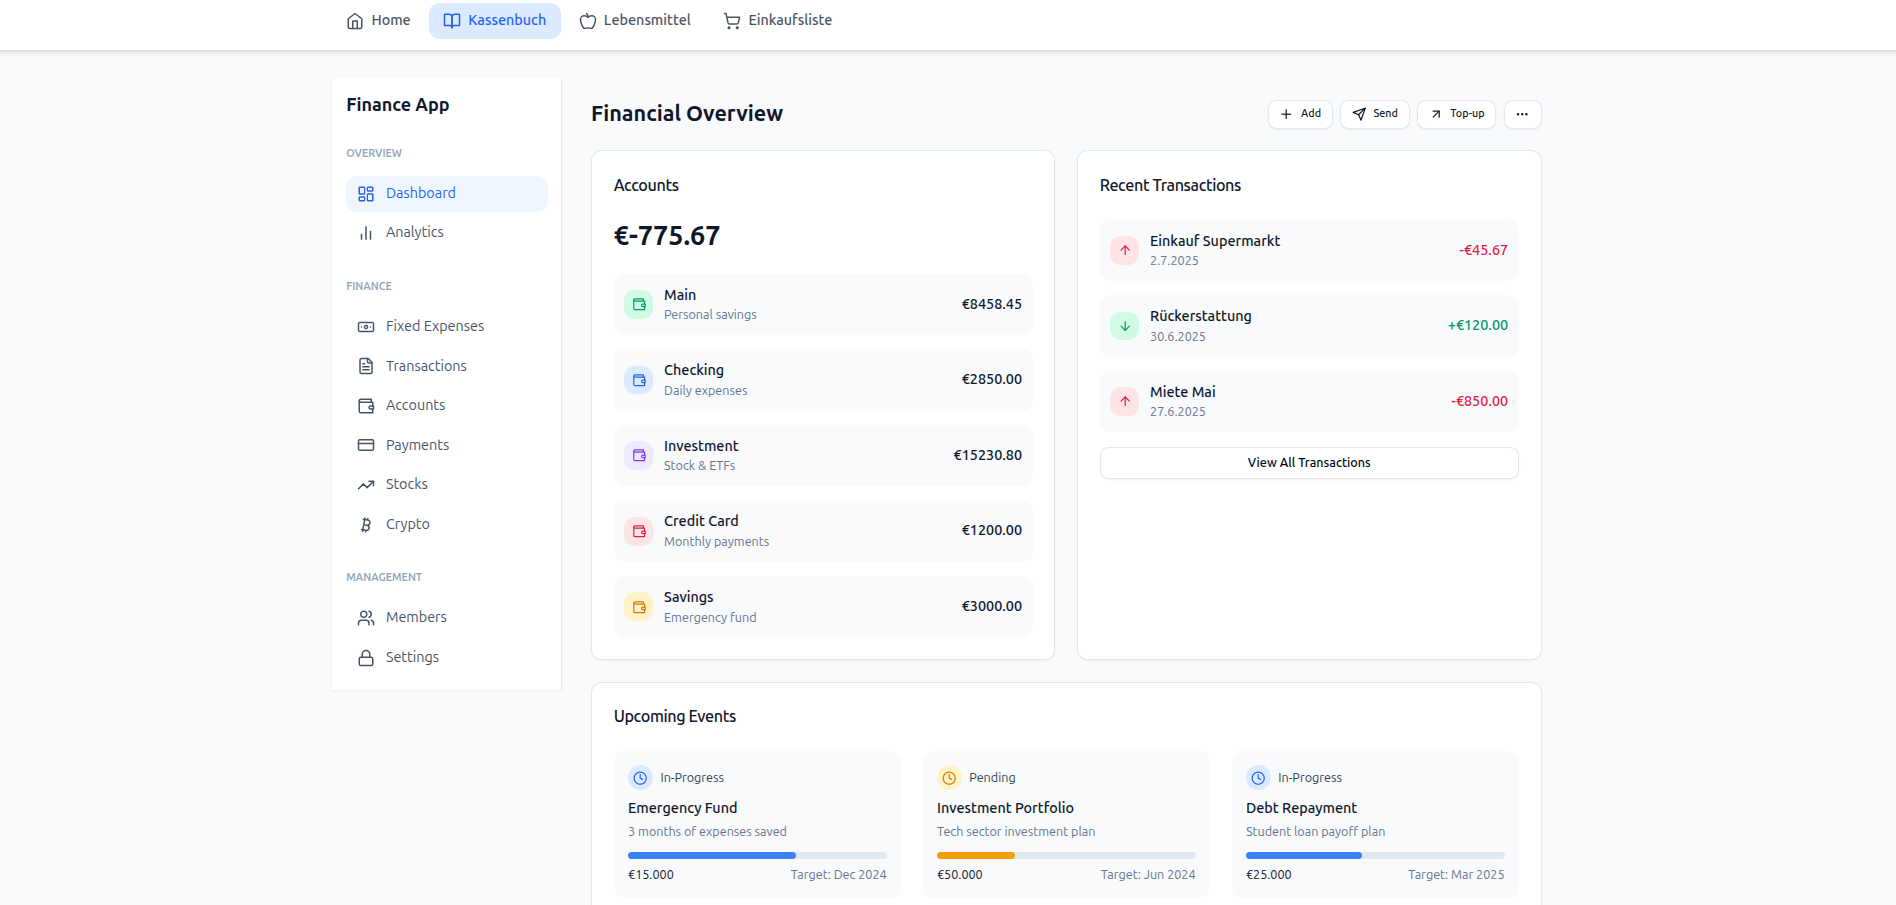 Home
Kassenbuch
Lebensmittel
Einkaufsliste
Finance App
OVERVIEW
Dashboard
Analytics
FINANCE
Fixed Expenses
Transactions
Accounts
Payments
Stocks
Crypto
MANAGEMENT
Members
Settings
Financial Overview
Add
Send
Top-up
Accounts
€-775.67
Main
Personal savings
€8458.45
Checking
Daily expenses
€2850.00
Investment
Stock & ETFs
€15230.80
Credit Card
Monthly payments
€1200.00
Savings
Emergency fund
€3000.00
Recent Transactions
Einkauf Supermarkt
2.7.2025
-€45.67
Rückerstattung
30.6.2025
+€120.00
Miete Mai
27.6.2025
-€850.00
View All Transactions
Upcoming Events
In-Progress
Emergency Fund
3 months of expenses saved
€15.000
Target: Dec 2024
Pending
Investment Portfolio
Tech sector investment plan
€50.000
Target: Jun 2024
In-Progress
Debt Repayment
Student loan payoff plan
€25.000
Target: Mar 2025